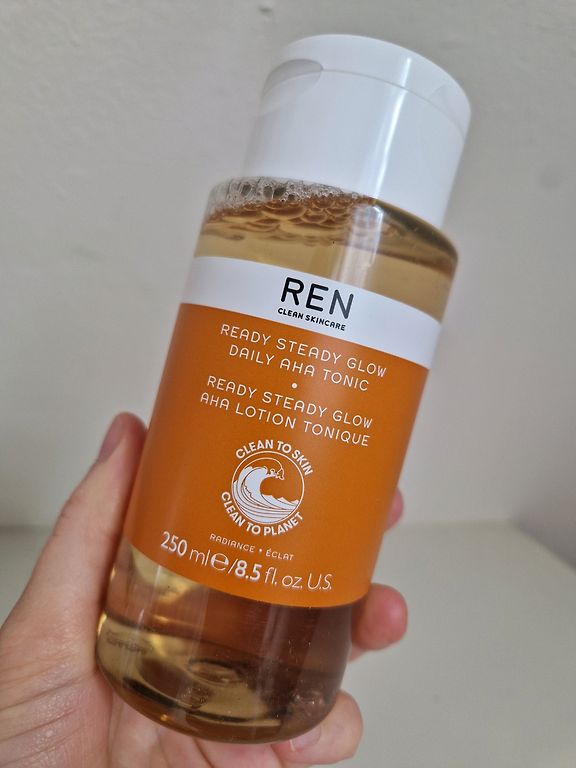 REN
CLEAN SKINCARE
READY STEADY GLOW
DAILY AHA TONIC
•
READY STEADY GLOW
AHA LOTION TONIQUE
CLEAN TO SKIN
CLEAN TO PLANET
RADIANCE • ÉCLAT
250 ml ℮/8.5 fl. oz. U.S.